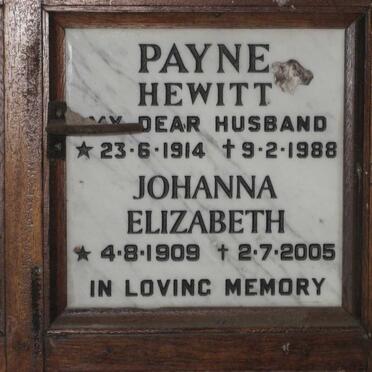 PAYNE
HEWITT
MY DEAR HUSBAND
★ 23·6·1914 ✝ 9·2·1988
JOHANNA
ELIZABETH
★ 4·8·1909 ✝ 2·7·2005
IN LOVING MEMORY